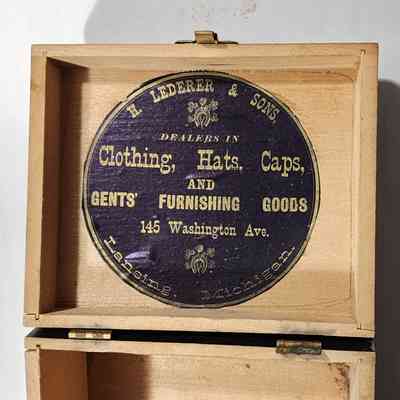 H. LEDERER & SONS,
DEALERS IN
Clothing, Hats, Caps,
AND
GENTS' FURNISHING GOODS
145 Washington Ave.
Lansing, Michigan.